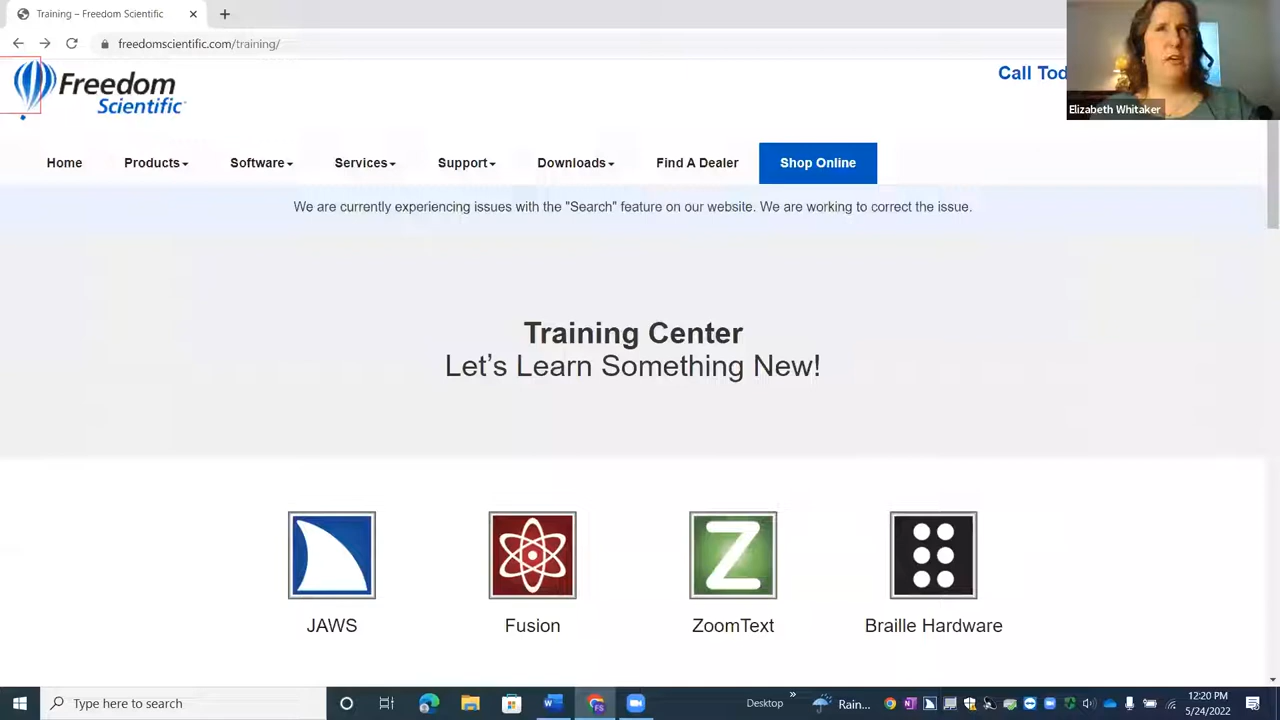 Training – Freedom Scientific
freedomscientific.com/training/
Freedom
Scientific
Call Tod
Elizabeth Whitaker
Home Products Software Services Support Downloads Find A Dealer Shop Online
We are currently experiencing issues with the "Search" feature on our website. We are working to correct the issue.
Training Center
Let's Learn Something New!
Z
JAWS Fusion ZoomText Braille Hardware
Type here to search
Desktop
Rain...
12:20 PM
5/24/2022